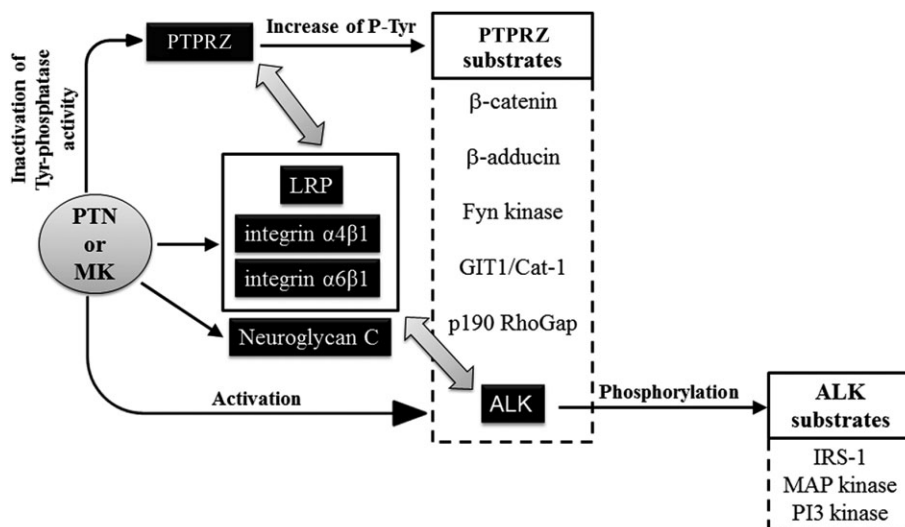 Inactivation of
Tyr-phosphatase
activity
PTPRZ
Increase of P-Tyr
PTPRZ
substrates
β-catenin
β-adducin
Fyn kinase
GIT1/Cat-1
p190 RhoGap
LRP
integrin α4β1
integrin α6β1
Neuroglycan C
PTN
or
MK
Activation
ALK
Phosphorylation
ALK
substrates
IRS-1
MAP kinase
PI3 kinase